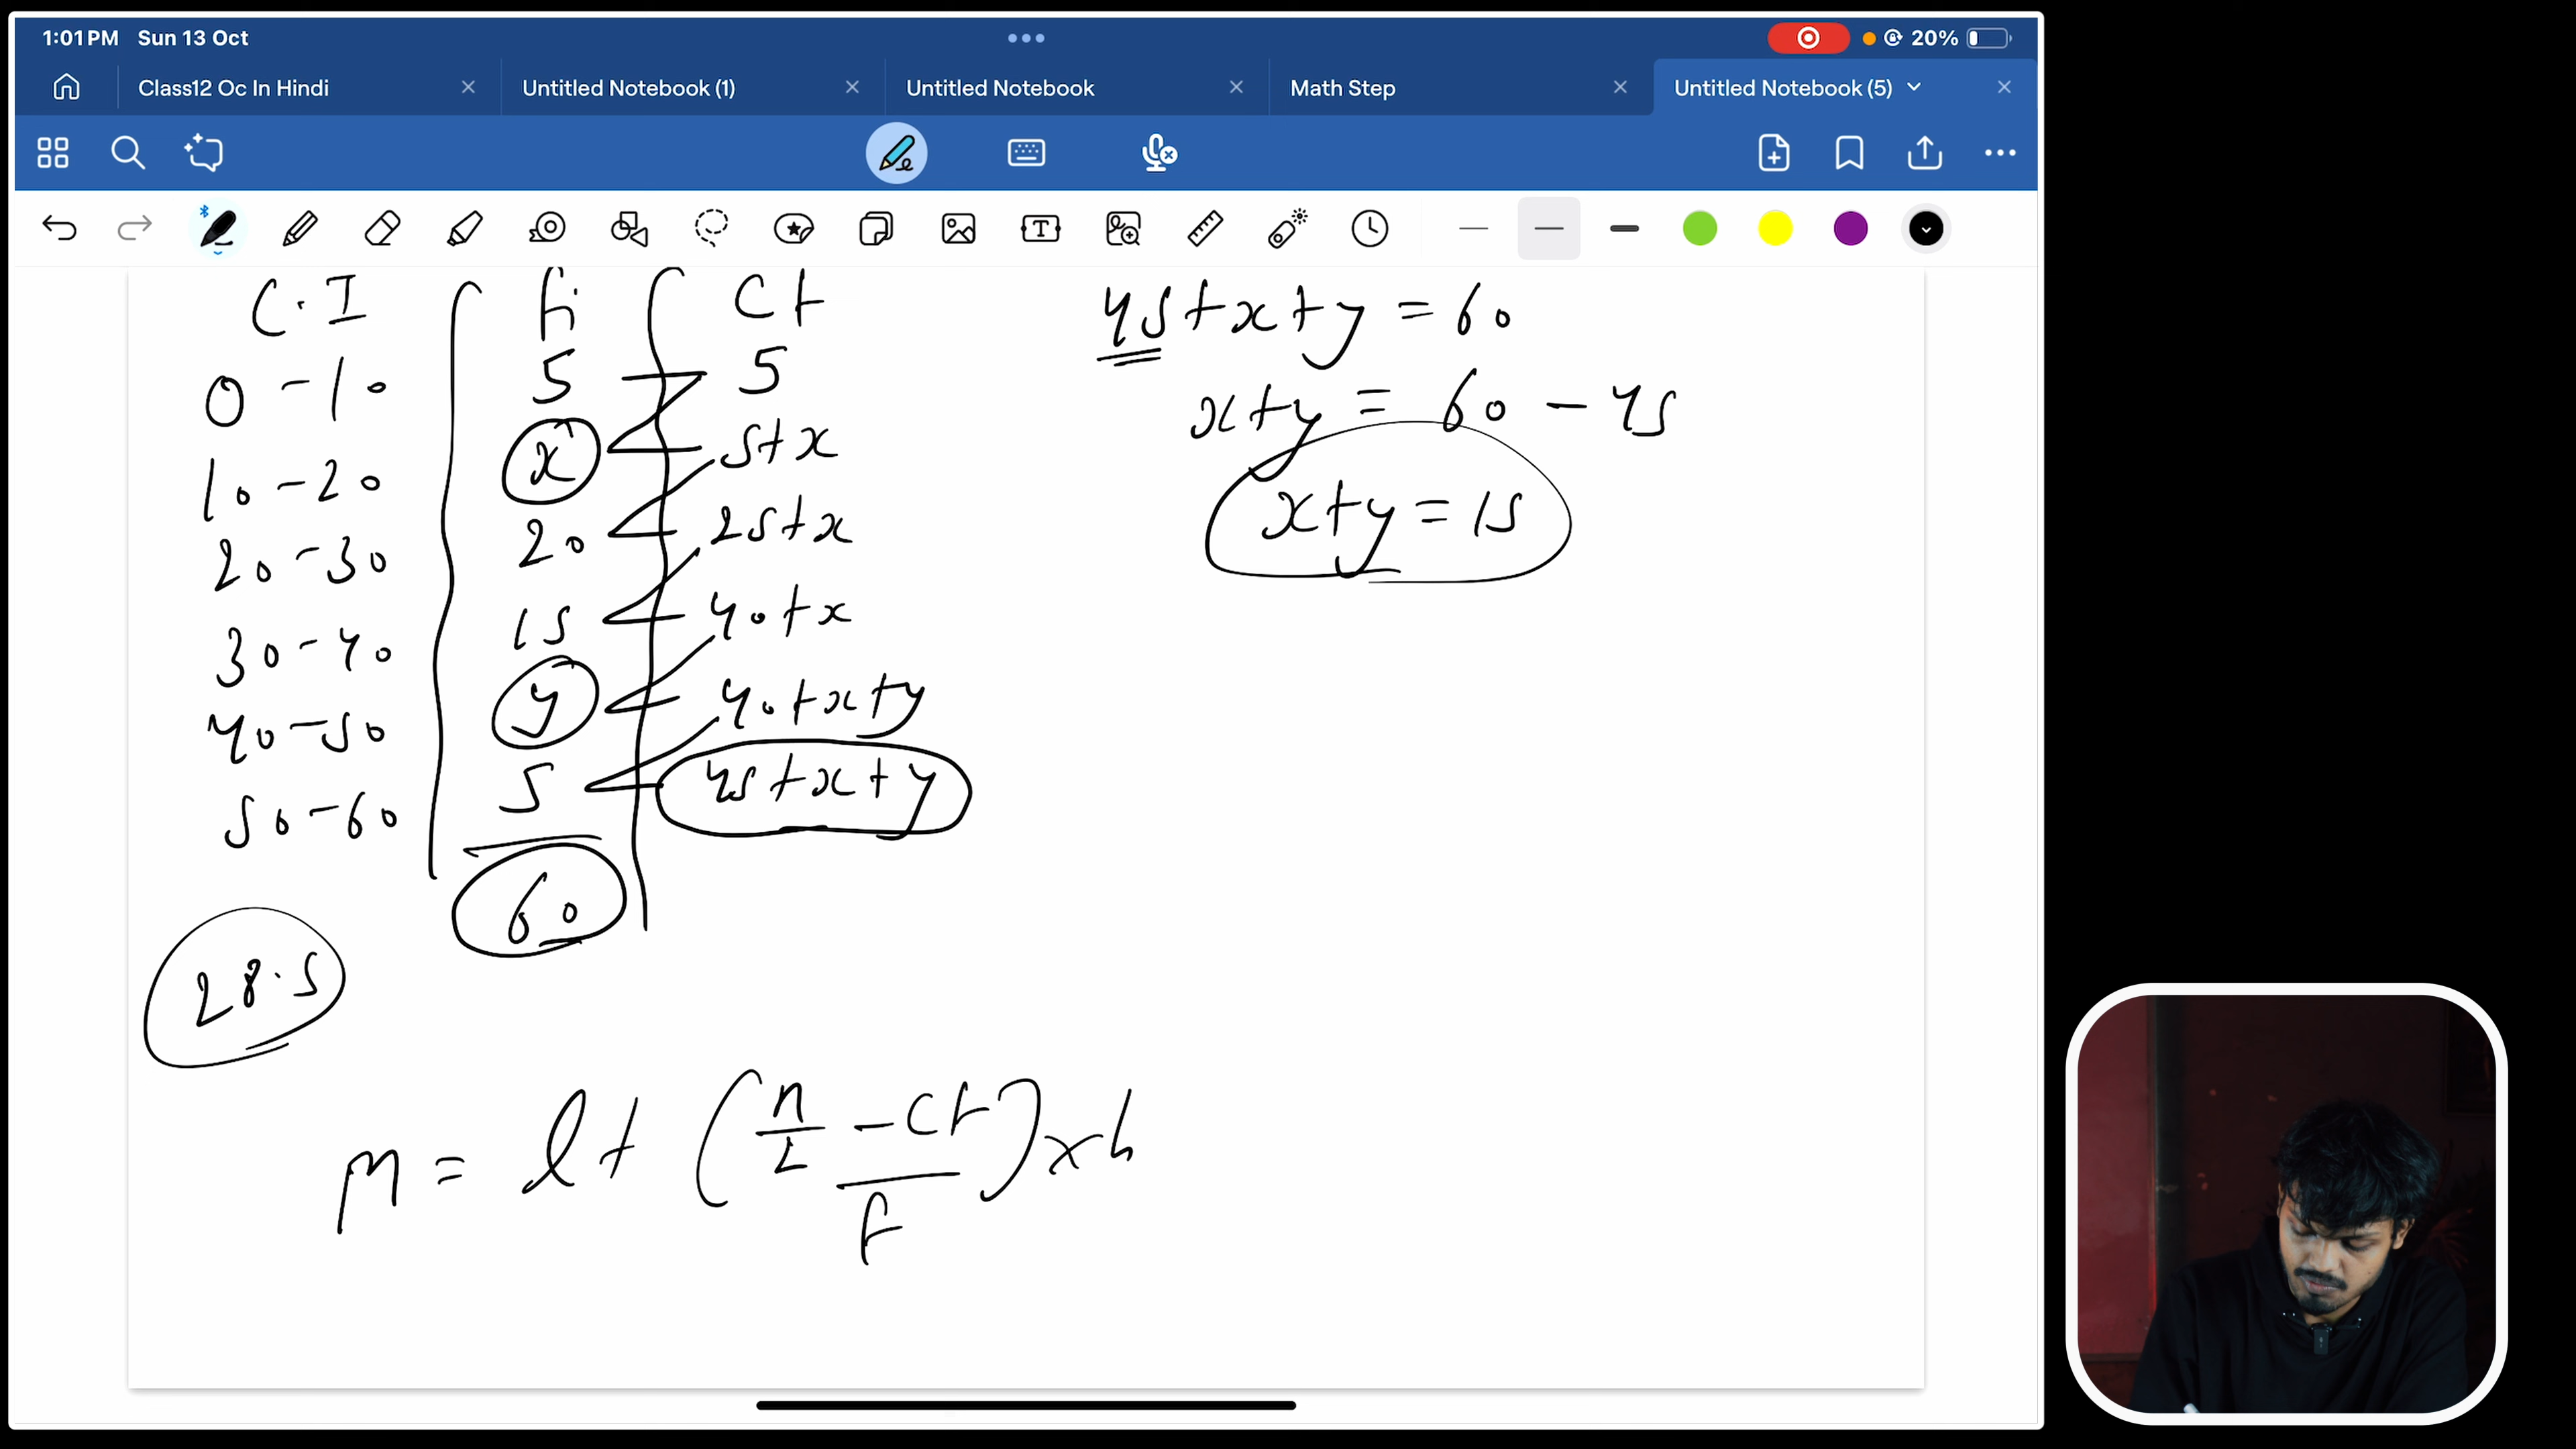 1:01 PM Sun 13 Oct
20%
Class12 Oc In Hindi
Untitled Notebook (1)
Untitled Notebook
Math Step
Untitled Notebook (5)
C.I fi cf
0-10 5 5
10-20 x 5+x
20-30 20 25+x
30-40 15 40+x
40-50 y 40+x+y
50-60 5 45+x+y
60
28.5
45+x+y = 60
x+y = 60 - 45
x+y = 15
M = l + (n/2 - cf / f) x h